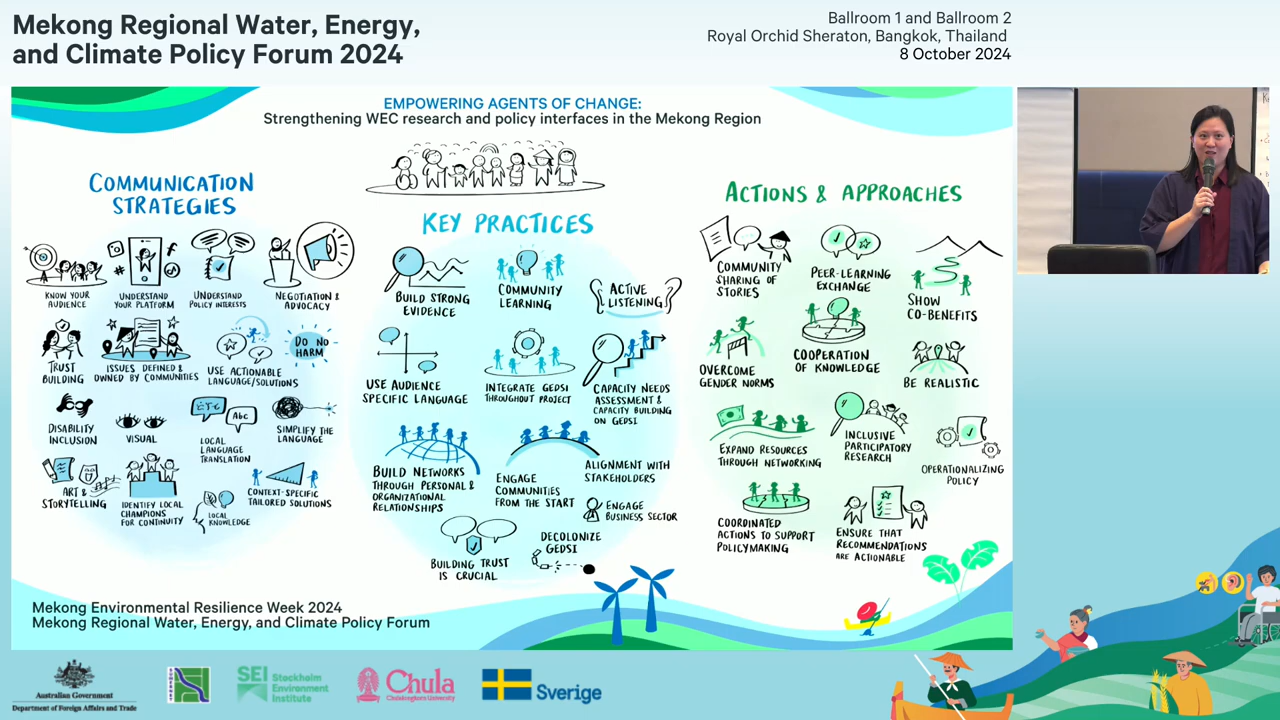 Mekong Regional Water, Energy,
and Climate Policy Forum 2024
Ballroom 1 and Ballroom 2
Royal Orchid Sheraton, Bangkok, Thailand
8 October 2024
EMPOWERING AGENTS OF CHANGE:
Strengthening WEC research and policy interfaces in the Mekong Region
COMMUNICATION
STRATEGIES
KNOW YOUR
AUDIENCE
UNDERSTAND
YOUR PLATFORM
UNDERSTAND
POLICY INTERESTS
NEGOTIATION &
ADVOCACY
TRUST
BUILDING
ISSUES DEFINED &
OWNED BY COMMUNITIES
USE ACTIONABLE
LANGUAGE/SOLUTIONS
DO NO
HARM
DISABILITY
INCLUSION
VISUAL
ETC
Abc
LOCAL
LANGUAGE
TRANSLATION
SIMPLIFY THE
LANGUAGE
ART &
STORYTELLING
IDENTIFY LOCAL
CHAMPIONS
FOR CONTINUITY
LOCAL
KNOWLEDGE
CONTEXT-SPECIFIC
TAILORED SOLUTIONS
KEY PRACTICES
BUILD STRONG
EVIDENCE
COMMUNITY
LEARNING
ACTIVE
LISTENING
USE AUDIENCE
SPECIFIC LANGUAGE
INTEGRATE GEDSI
THROUGHOUT PROJECT
CAPACITY NEEDS
ASSESSMENT &
CAPACITY BUILDING
ON GEDSI
BUILD NETWORKS
THROUGH PERSONAL &
ORGANIZATIONAL
RELATIONSHIPS
ENGAGE
COMMUNITIES
FROM THE START
ALIGNMENT WITH
STAKEHOLDERS
ENGAGE
BUSINESS SECTOR
BUILDING TRUST
IS CRUCIAL
DECOLONIZE
GEDSI
ACTIONS & APPROACHES
COMMUNITY
SHARING OF
STORIES
PEER-LEARNING
EXCHANGE
SHOW
CO-BENEFITS
OVERCOME
GENDER NORMS
COOPERATION
OF KNOWLEDGE
BE REALISTIC
EXPAND RESOURCES
THROUGH NETWORKING
INCLUSIVE
PARTICIPATORY
RESEARCH
OPERATIONALIZING
POLICY
COORDINATED
ACTIONS TO SUPPORT
POLICYMAKING
ENSURE THAT
RECOMMENDATIONS
ARE ACTIONABLE
Mekong Environmental Resilience Week 2024
Mekong Regional Water, Energy, and Climate Policy Forum
Australian Government
Department of Foreign Affairs and Trade
SEI Stockholm
Environment
Institute
Chula
Chulalongkorn University
Sverige